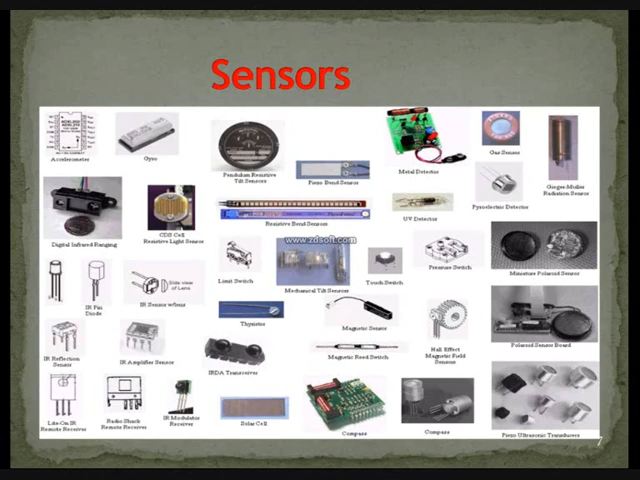 Sensors
Accelerometer
Gyro
Pendulum Resistive
Tilt Sensors
Piezo Bend Sensor
Metal Detector
Gas Sensor
Gieger-Muller
Radiation Sensor
Pyroelectric Detector
UV Detector
Resistive Bend Sensors
Digital Infrared Ranging
CDS Cell
Resistive Light Sensor
www.zdsoft.com
Limit Switch
Mechanical Tilt Sensors
Touch Switch
Pressure Switch
Miniature Polaroid Sensor
IR Pin
Diode
IR Sensor w/lens
Side view
of Lens
Thyristor
Magnetic Sensor
Hall Effect
Magnetic Field
Sensors
Polaroid Sensor Board
IR Reflection
Sensor
IR Amplifier Sensor
IRDA Transceiver
Magnetic Reed Switch
Lite-On IR
Remote Receiver
Radio Shack
Remote Receiver
IR Modulator
Receiver
Solar Cell
Compass
Compass
Piezo Ultrasonic Transducers
7